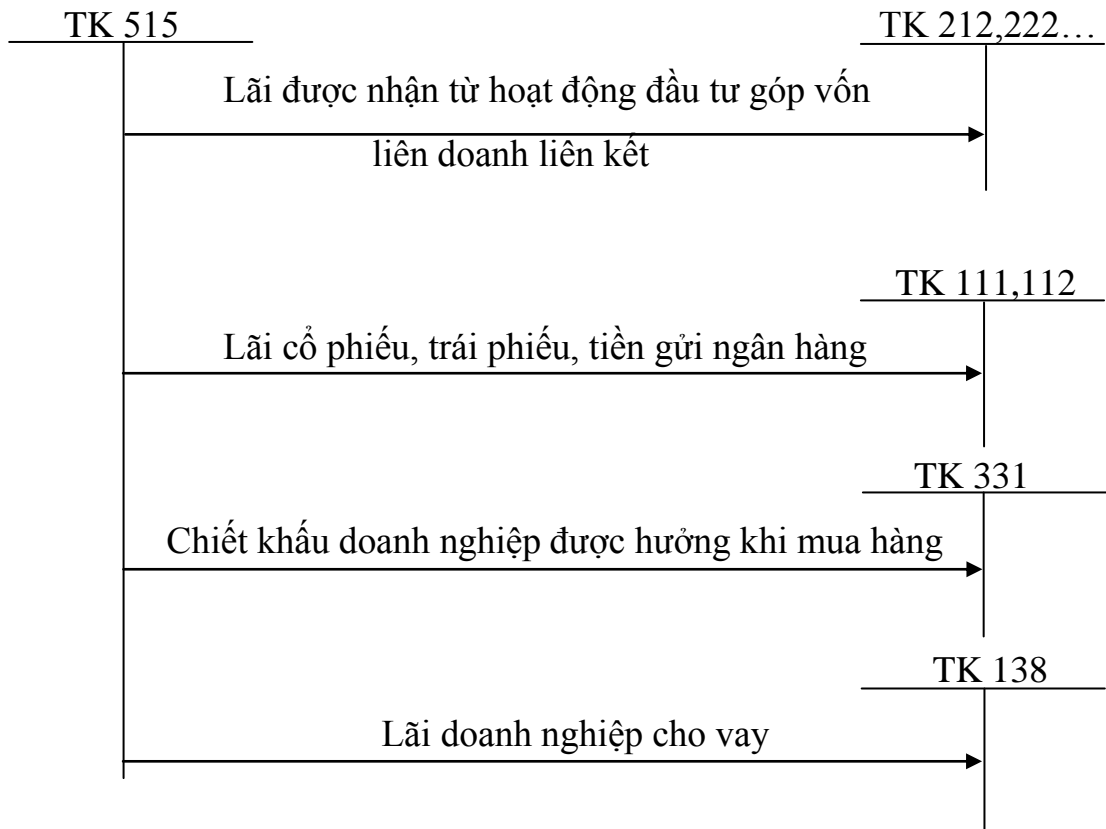 TK 515
TK 212,222…
Lãi được nhận từ hoạt động đầu tư góp vốn
liên doanh liên kết
TK 111,112
Lãi cổ phiếu, trái phiếu, tiền gửi ngân hàng
TK 331
Chiết khấu doanh nghiệp được hưởng khi mua hàng
TK 138
Lãi doanh nghiệp cho vay